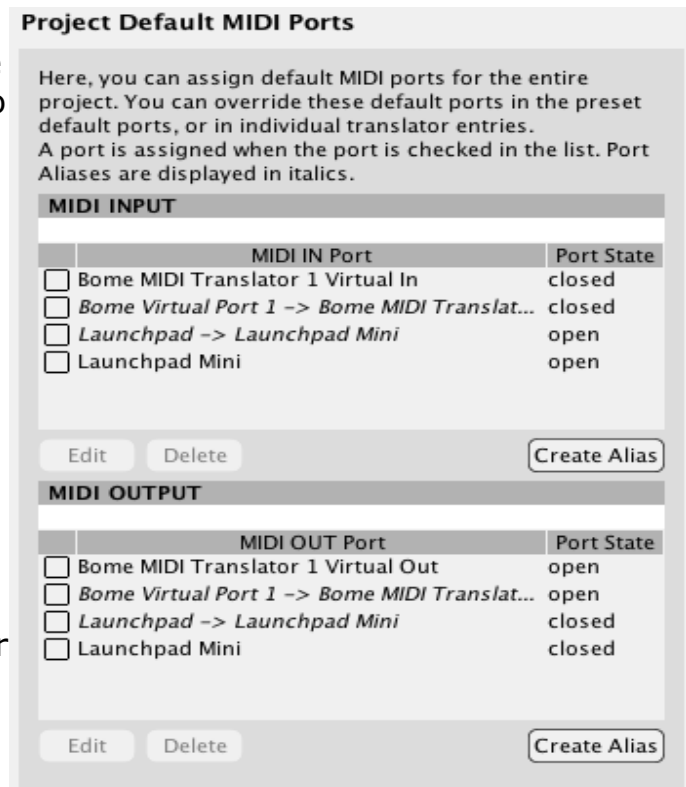 Project Default MIDI Ports
Here, you can assign default MIDI ports for the entire
project. You can override these default ports in the preset
default ports, or in individual translator entries.
A port is assigned when the port is checked in the list. Port
Aliases are displayed in italics.
MIDI INPUT
MIDI IN Port Port State
Bome MIDI Translator 1 Virtual In closed
Bome Virtual Port 1 -> Bome MIDI Translat... closed
Launchpad -> Launchpad Mini open
Launchpad Mini open
Edit Delete Create Alias
MIDI OUTPUT
MIDI OUT Port Port State
Bome MIDI Translator 1 Virtual Out open
Bome Virtual Port 1 -> Bome MIDI Translat... open
Launchpad -> Launchpad Mini closed
Launchpad Mini closed
Edit Delete Create Alias